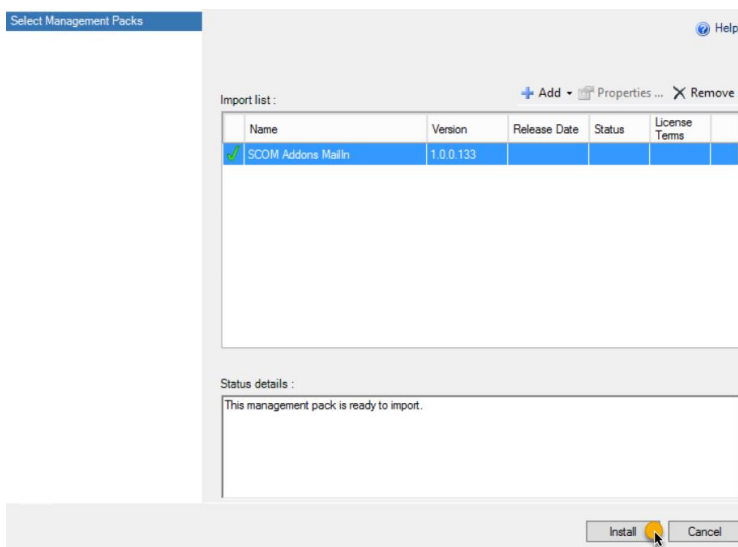 Select Management Packs
Help
Import list :
Add Properties ... Remove
Name Version Release Date Status License Terms
SCOM Addons MailIn 1.0.0.133
Status details :
This management pack is ready to import.
Install Cancel